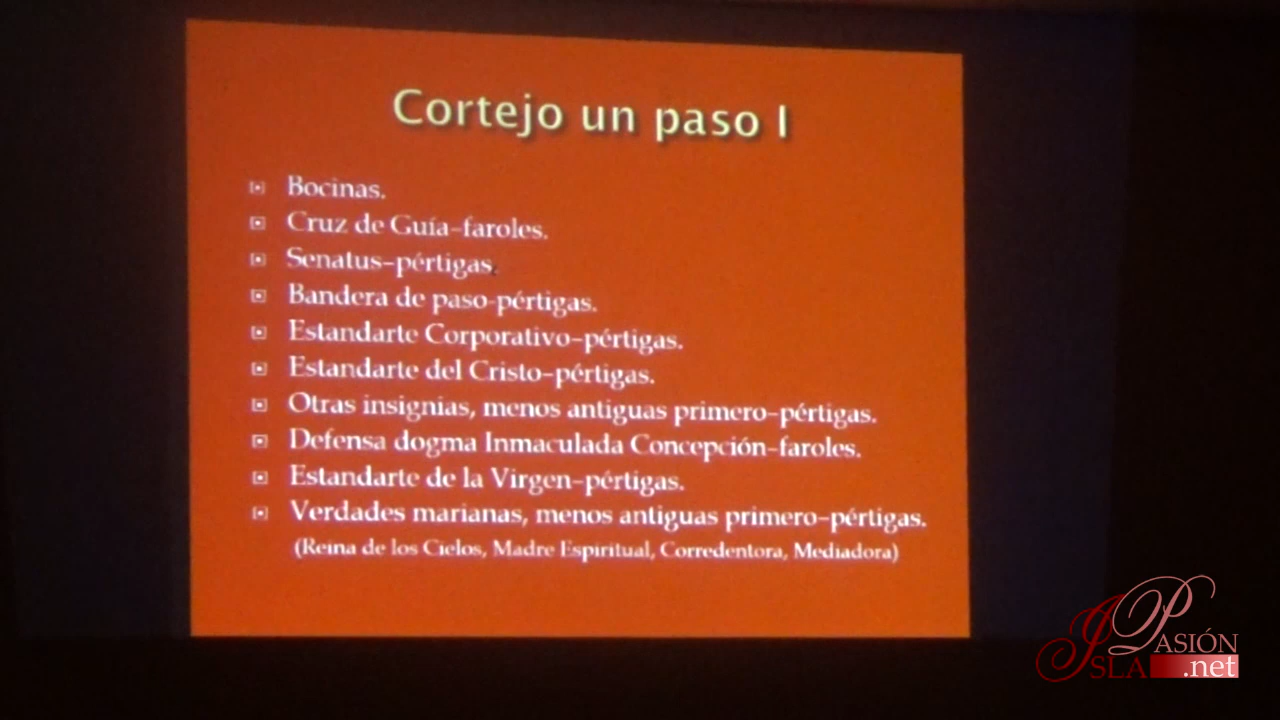 Cortejo un paso I
Bocinas.
Cruz de Guía-faroles.
Senatus-pértigas.
Bandera de paso-pértigas.
Estandarte Corporativo-pértigas.
Estandarte del Cristo-pértigas.
Otras insignias, menos antiguas primero-pértigas.
Defensa dogma Inmaculada Concepción-faroles.
Estandarte de la Virgen-pértigas.
Verdades marianas, menos antiguas primero-pértigas.
(Reina de los Cielos, Madre Espiritual, Corredentora, Mediadora)
PASIÓN
ISLA .net